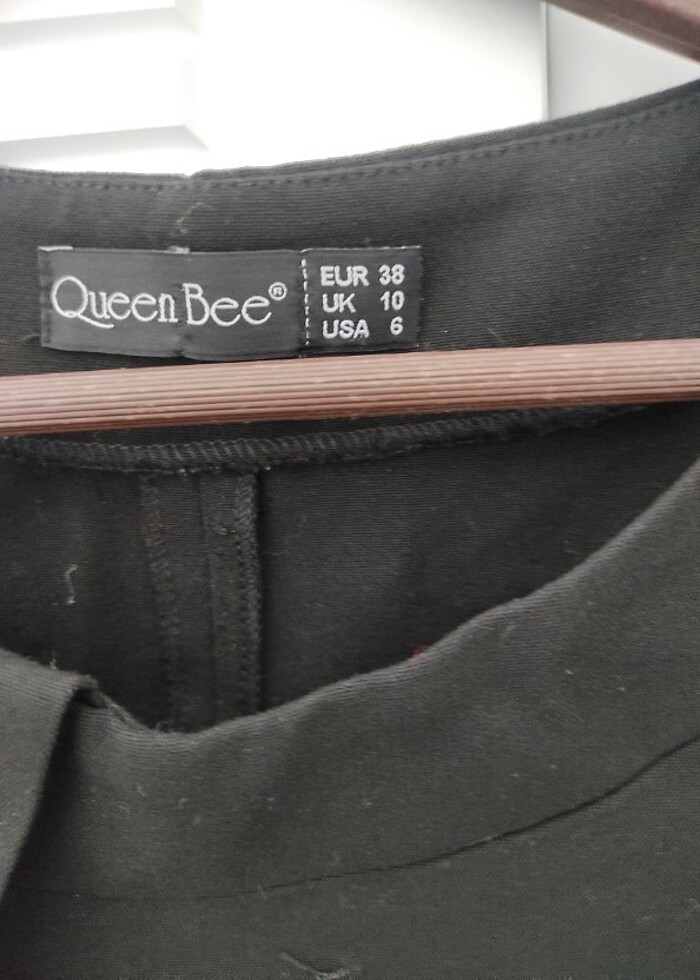 Queen Bee®
EUR 38
UK 10
USA 6